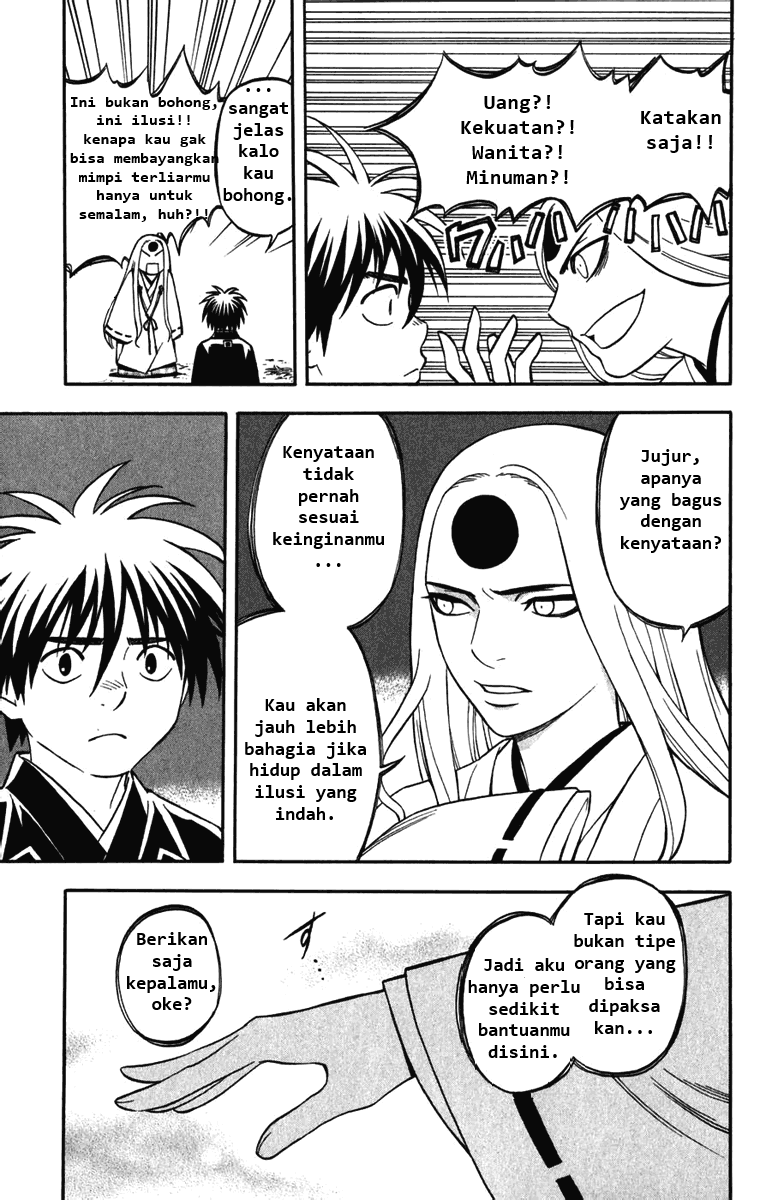 Katakan
saja!!
Uang?!
Kekuatan?!
Wanita?!
Minuman?!
...
sangat
jelas
kalo
kau
bohong.
Ini bukan bohong,
ini ilusi!!
kenapa kau gak
bisa membayangkan
mimpi terliarmu
hanya untuk
semalam, huh?!!
Jujur,
apanya
yang bagus
dengan
kenyataan?
Kenyataan
tidak
pernah
sesuai
keinginanmu
...
Kau akan
jauh lebih
bahagia jika
hidup dalam
ilusi yang
indah.
Tapi kau
bukan tipe
orang yang
bisa
dipaksa
kan...
Jadi aku
hanya perlu
sedikit
bantuanmu
disini.
す...
Berikan
saja
kepalamu,
oke?